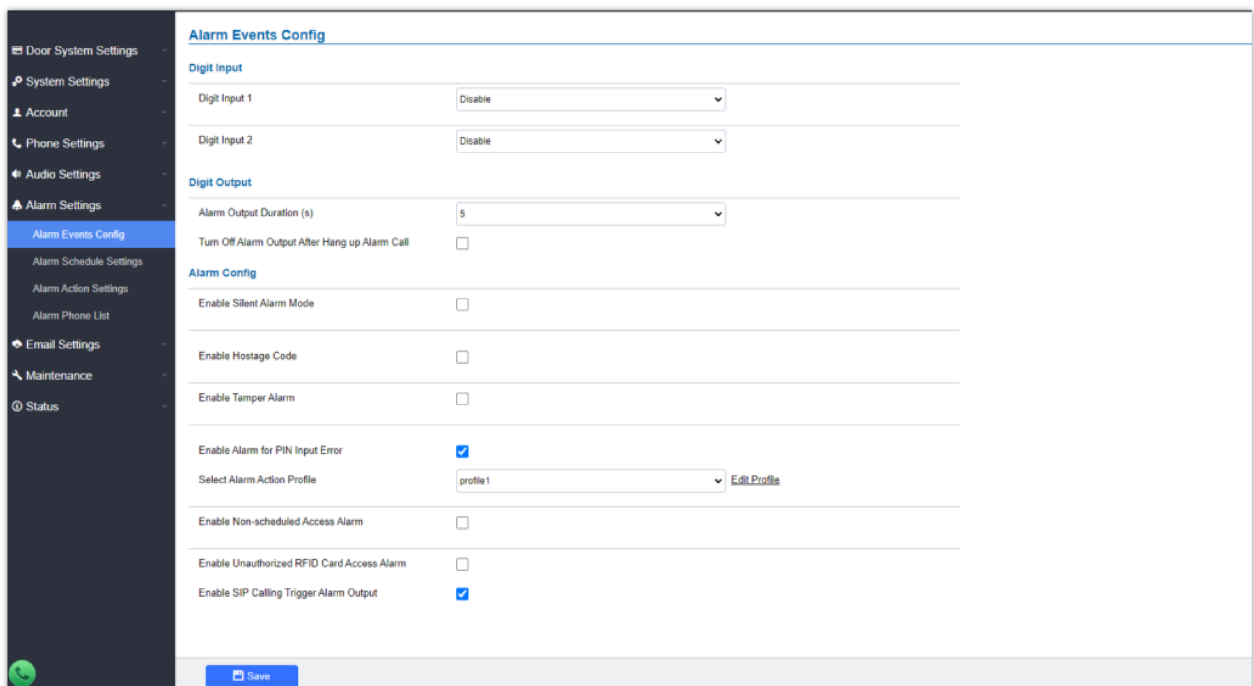 Door System Settings
System Settings
Account
Phone Settings
Audio Settings
Alarm Settings
Alarm Events Config
Alarm Schedule Settings
Alarm Action Settings
Alarm Phone List
Email Settings
Maintenance
Status
Alarm Events Config
Digit Input
Digit Input 1 Disable
Digit Input 2 Disable
Digit Output
Alarm Output Duration (s) 5
Turn Off Alarm Output After Hang up Alarm Call
Alarm Config
Enable Silent Alarm Mode
Enable Hostage Code
Enable Tamper Alarm
Enable Alarm for PIN Input Error
Select Alarm Action Profile profile1 Edit Profile
Enable Non-scheduled Access Alarm
Enable Unauthorized RFID Card Access Alarm
Enable SIP Calling Trigger Alarm Output
Save